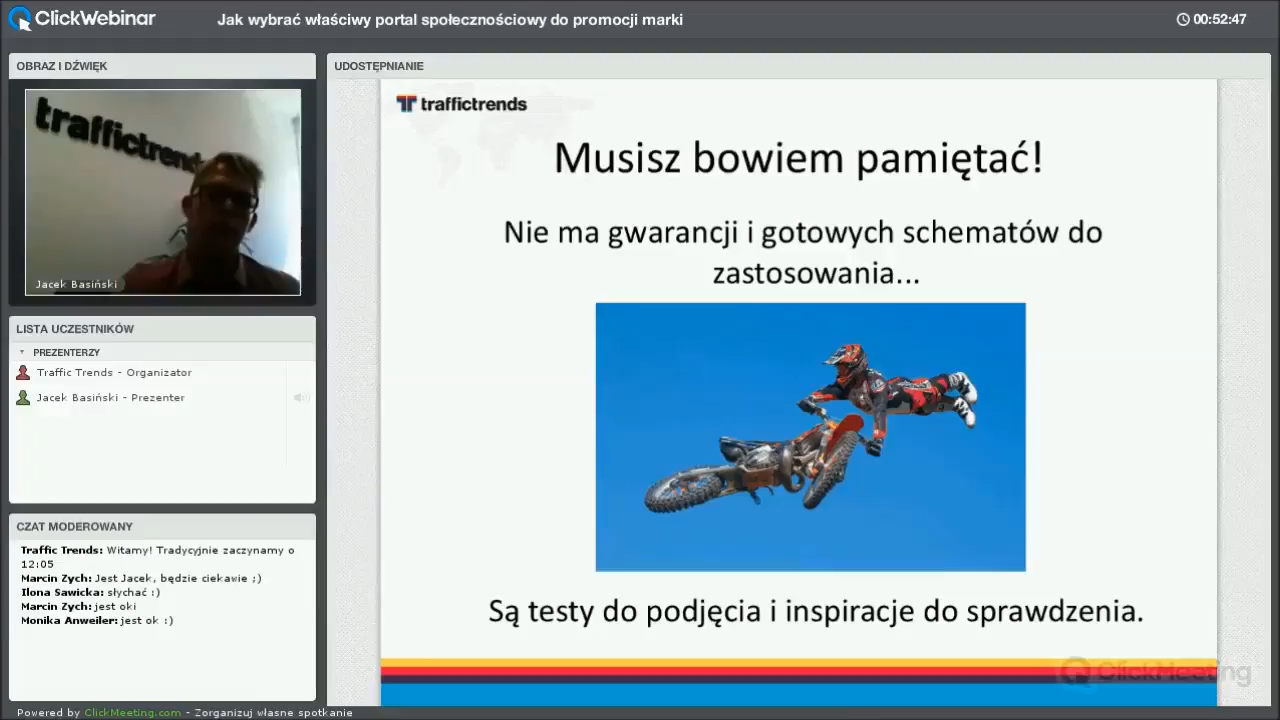 ClickWebinar
Jak wybrać właściwy portal społecznościowy do promocji marki
00:52:47
OBRAZ I DŹWIĘK
traffictrends
Jacek Basiński
LISTA UCZESTNIKÓW
PREZENTERZY
Traffic Trends - Organizator
Jacek Basiński - Prezenter
CZAT MODEROWANY
Traffic Trends: Witamy! Tradycyjnie zaczynamy o
12:05
Marcin Zych: Jest Jacek, będzie ciekawie ;)
Ilona Sawicka: słychać :)
Marcin Zych: jest oki
Monika Anweiler: jest ok :)
Powered by ClickMeeting.com - Zorganizuj własne spotkanie
UDOSTĘPNIANIE
traffictrends
Musisz bowiem pamiętać!
Nie ma gwarancji i gotowych schematów do
zastosowania...
Są testy do podjęcia i inspiracje do sprawdzenia.
ClickMeeting